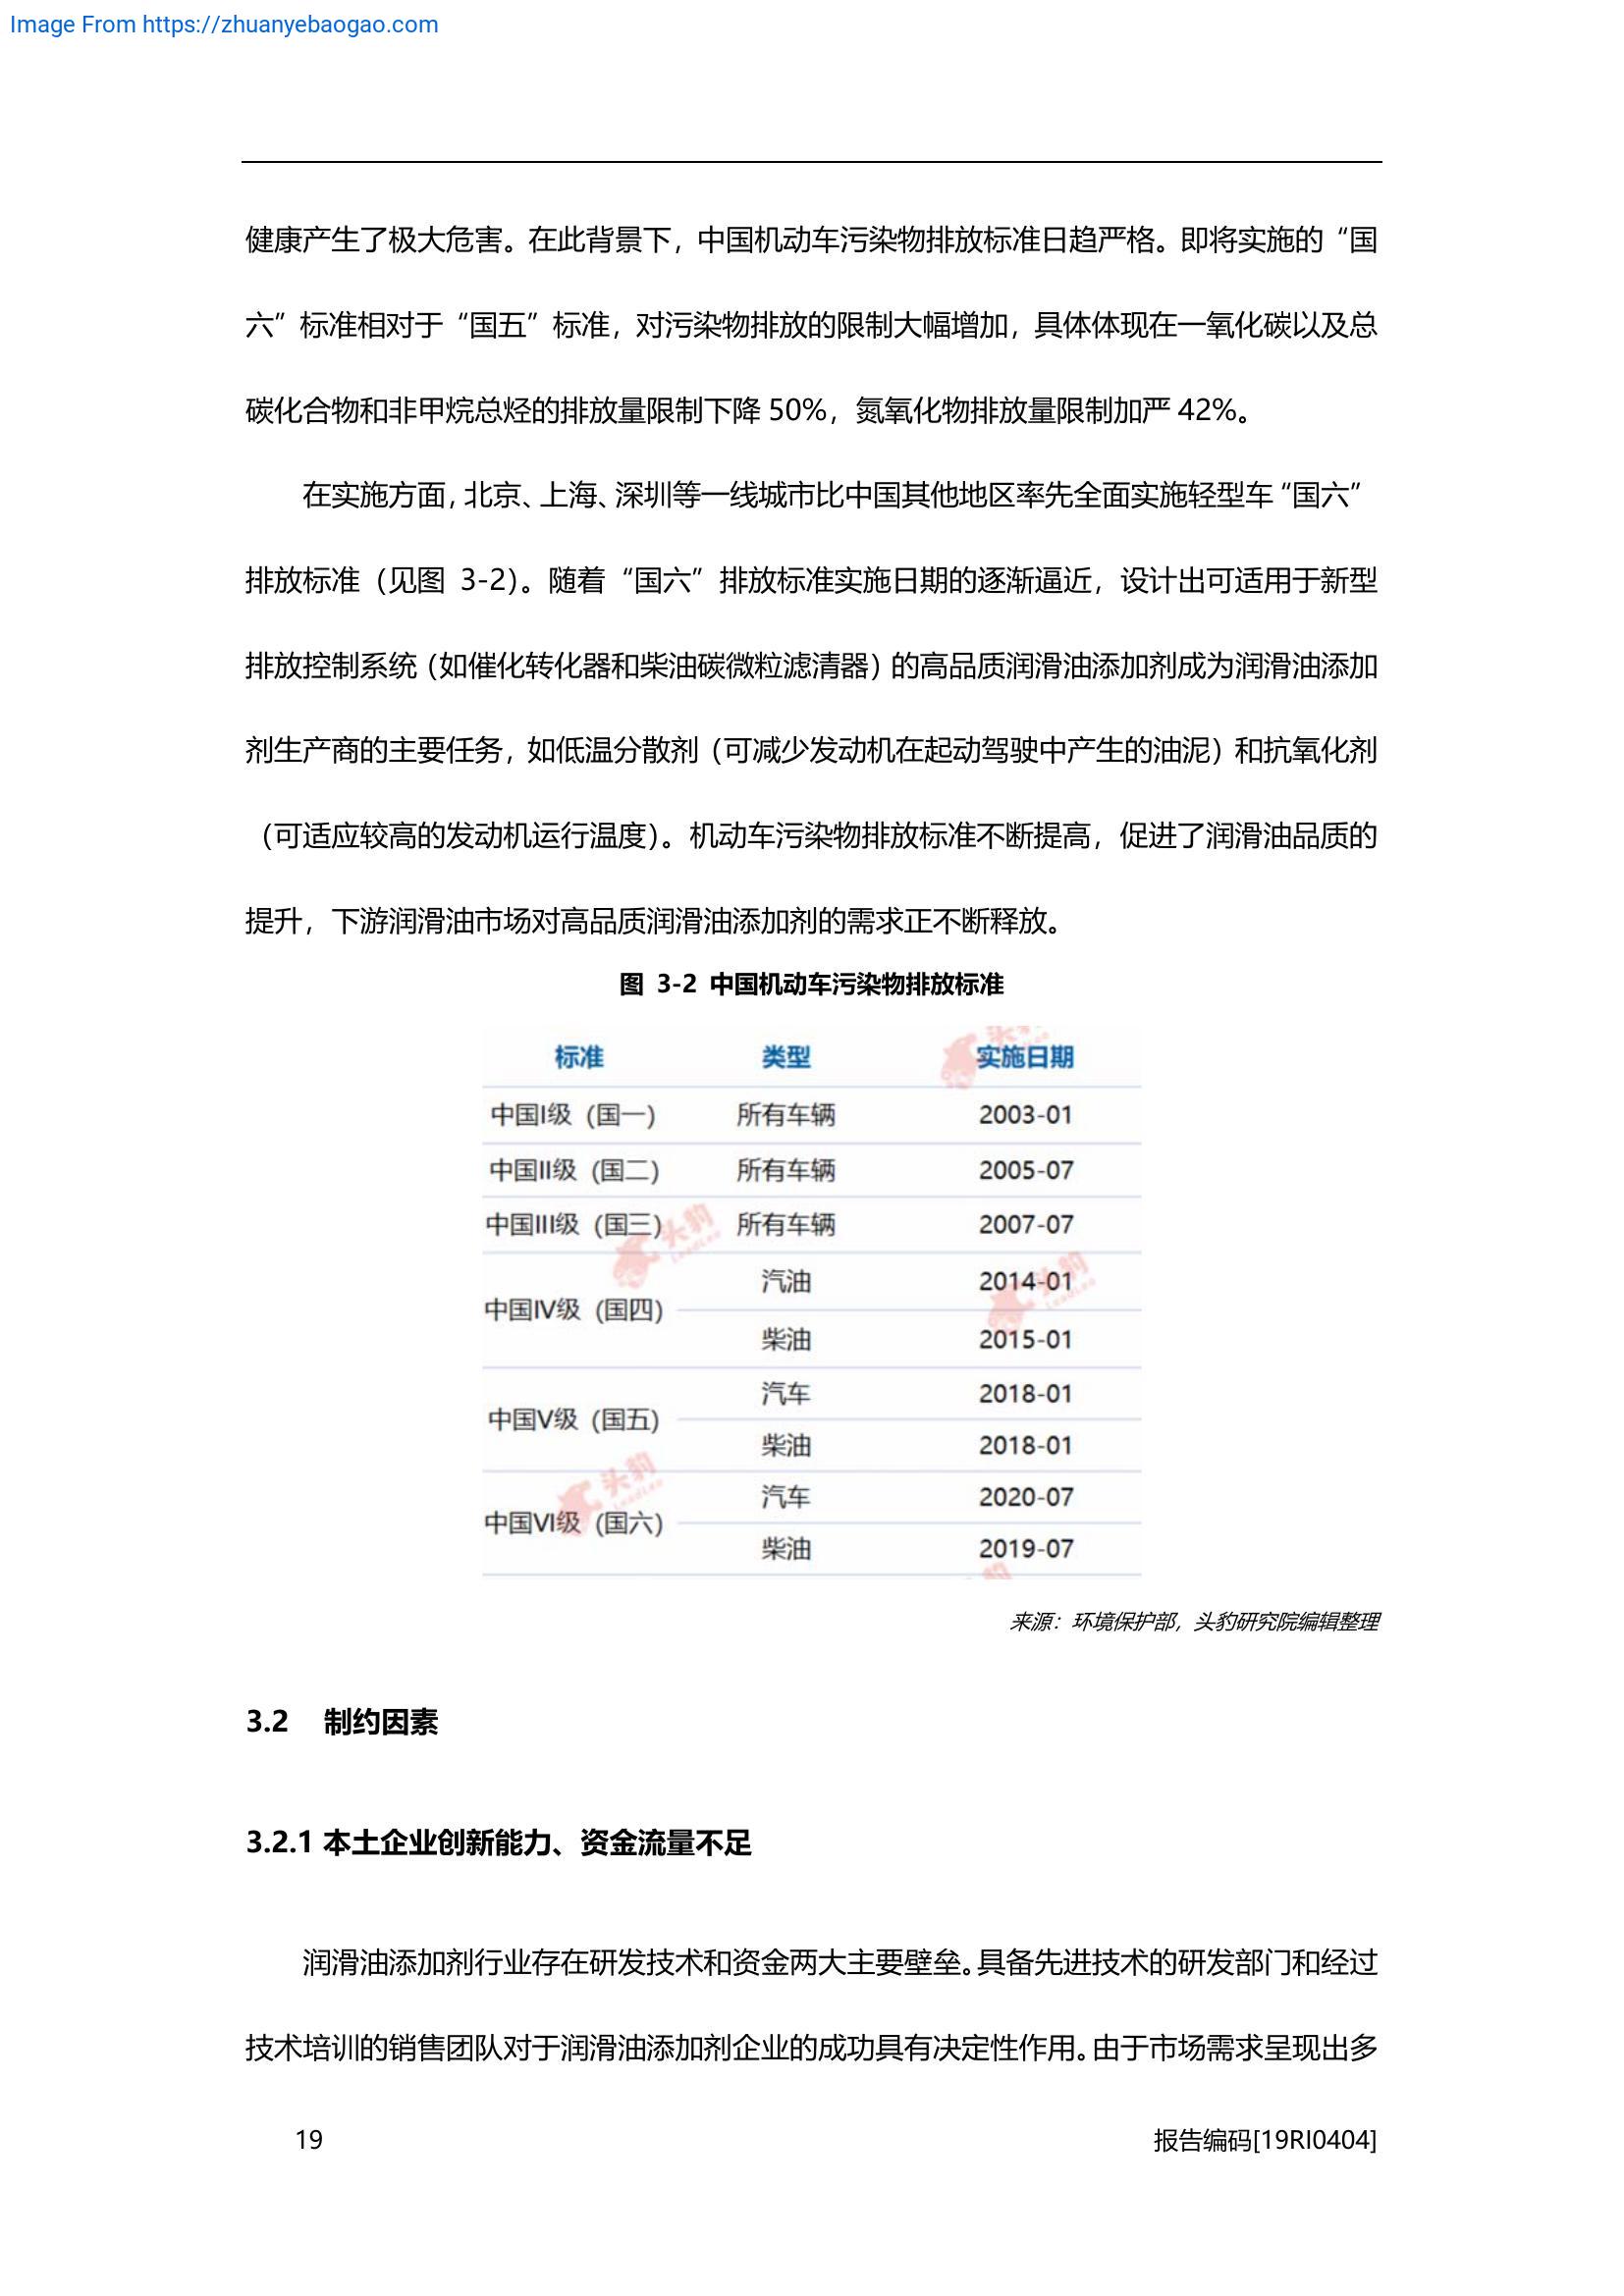 Image From https://zhuanyebaogao.com
健康产生了极大危害。在此背景下，中国机动车污染物排放标准日趋严格。即将实施的“国
六”标准相对于“国五”标准，对污染物排放的限制大幅增加，具体体现在一氧化碳以及总
碳化合物和非甲烷总烃的排放量限制下降 50%，氮氧化物排放量限制加严 42%。
在实施方面，北京、上海、深圳等一线城市比中国其他地区率先全面实施轻型车“国六”
排放标准（见图 3-2）。随着“国六”排放标准实施日期的逐渐逼近，设计出可适用于新型
排放控制系统（如催化转化器和柴油碳微粒滤清器）的高品质润滑油添加剂成为润滑油添加
剂生产商的主要任务，如低温分散剂（可减少发动机在起动驾驶中产生的油泥）和抗氧化剂
（可适应较高的发动机运行温度）。机动车污染物排放标准不断提高，促进了润滑油品质的
提升，下游润滑油市场对高品质润滑油添加剂的需求正不断释放。
图 3-2 中国机动车污染物排放标准
标准 类型 实施日期
中国I级（国一） 所有车辆 2003-01
中国II级（国二） 所有车辆 2005-07
中国III级（国三） 所有车辆 2007-07
中国IV级（国四） 汽油 2014-01
柴油 2015-01
中国V级（国五） 汽车 2018-01
柴油 2018-01
中国VI级（国六） 汽车 2020-07
柴油 2019-07
来源：环境保护部，头豹研究院编辑整理
3.2 制约因素
3.2.1 本土企业创新能力、资金流量不足
润滑油添加剂行业存在研发技术和资金两大主要壁垒。具备先进技术的研发部门和经过
技术培训的销售团队对于润滑油添加剂企业的成功具有决定性作用。由于市场需求呈现出多
19 报告编码[19RI0404]